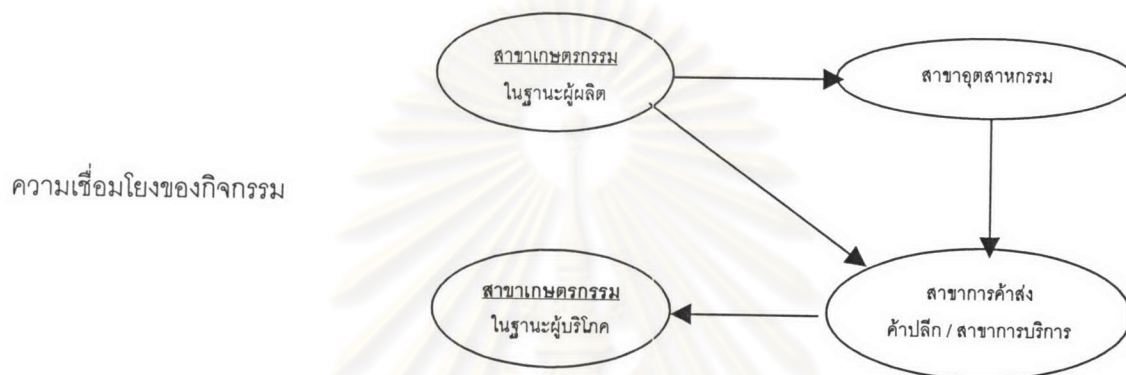 สาขาเกษตรกรรม
ในฐานะผู้ผลิต
สาขาอุตสาหกรรม
ความเชื่อมโยงของกิจกรรม
สาขาเกษตรกรรม
ในฐานะผู้บริโภค
สาขาการค้าส่ง
ค้าปลีก / สาขาการบริการ